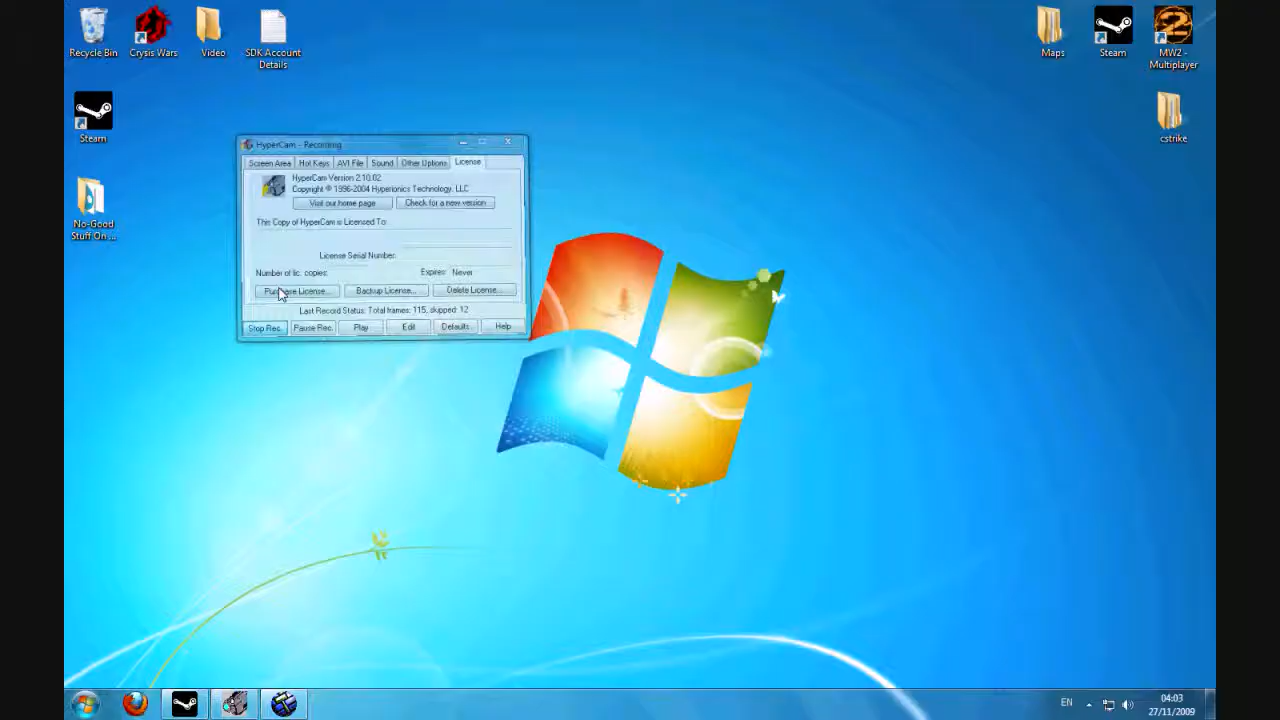 Recycle Bin
Crysis Wars
Video
SDK Account
Details
Maps
Steam
MW2 -
Multiplayer
Steam
cstrike
No-Good
Stuff On ...
HyperCam - Recording
Screen Area
Hot Keys
AVI File
Sound
Other Options
License
HyperCam Version 2.10.02
Copyright © 1996-2004 Hyperionics Technology, LLC
Visit our home page
Check for a new version
This Copy of HyperCam is Licensed To:
License Serial Number:
Number of lic. copies:
Expires: Never
Purchase License...
Backup License...
Delete License...
Last Record Status: Total frames: 115, skipped: 12
Stop Rec.
Pause Rec.
Play
Edit
Defaults
Help
EN
04:03
27/11/2009